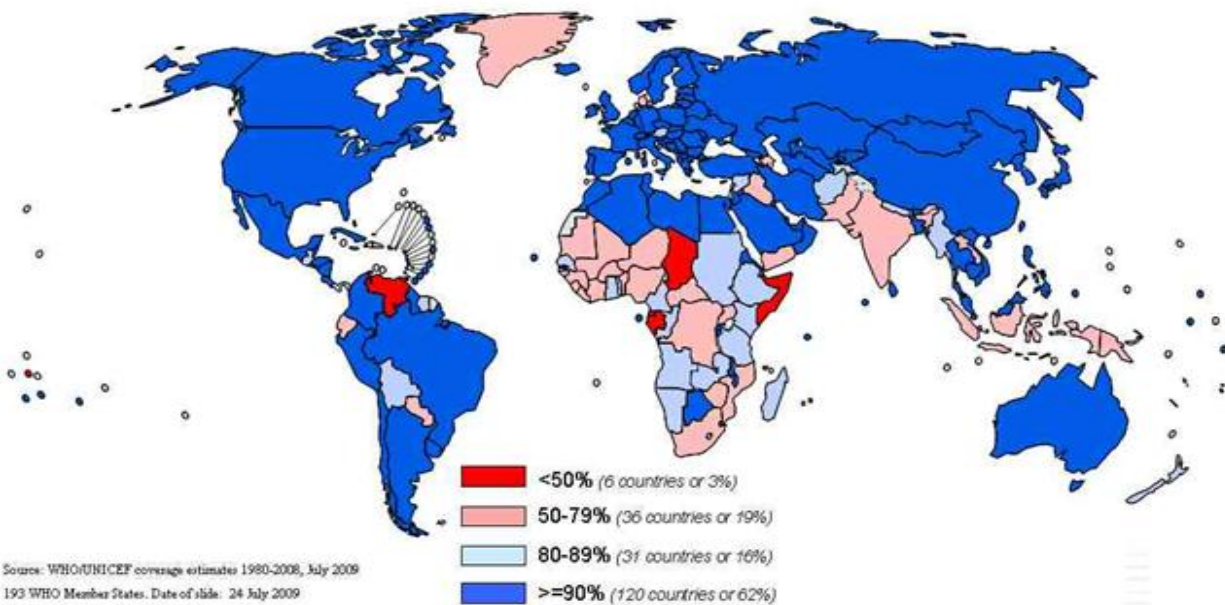 <50% (6 countries or 3%)
50-79% (36 countries or 19%)
80-89% (31 countries or 16%)
>=90% (120 countries or 62%)
Source: WHO/UNICEF coverage estimates 1980-2008, July 2009
193 WHO Member States. Date of slide: 24 July 2009